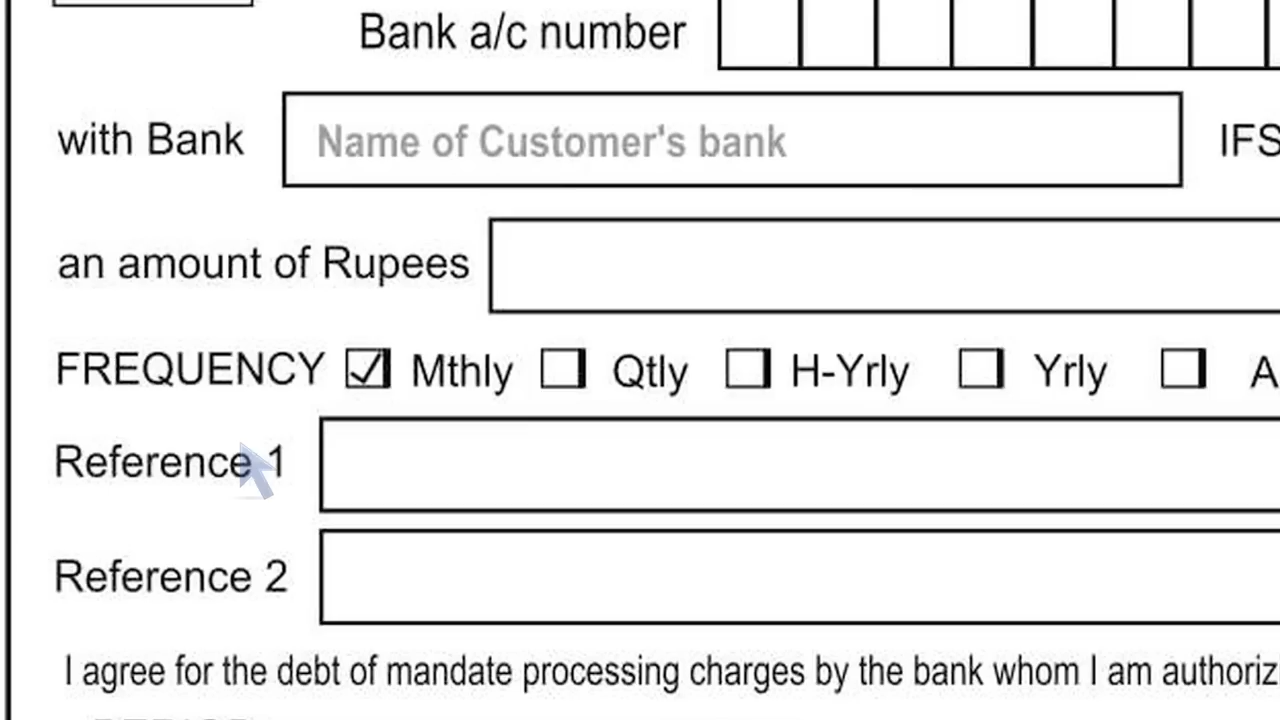 Bank a/c number
with Bank Name of Customer's bank IFS
an amount of Rupees
FREQUENCY Mthly Qtly H-Yrly Yrly A
Reference 1
Reference 2
I agree for the debt of mandate processing charges by the bank whom I am authoriz